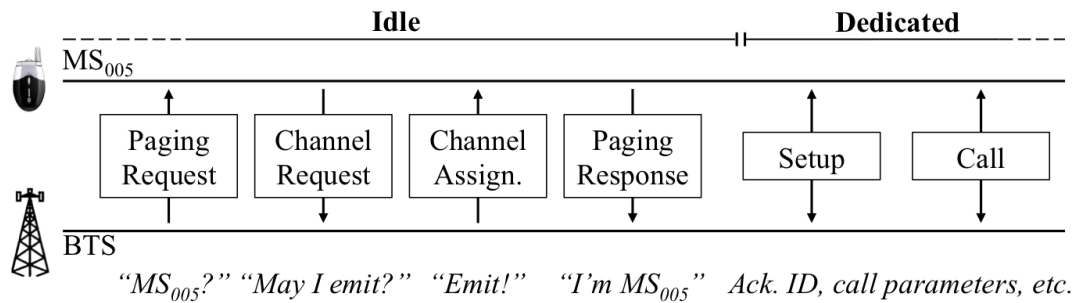 Idle Dedicated
MS005
Paging Request
Channel Request
Channel Assign.
Paging Response
Setup
Call
BTS
“MS005?” “May I emit?” “Emit!” “I’m MS005” Ack. ID, call parameters, etc.